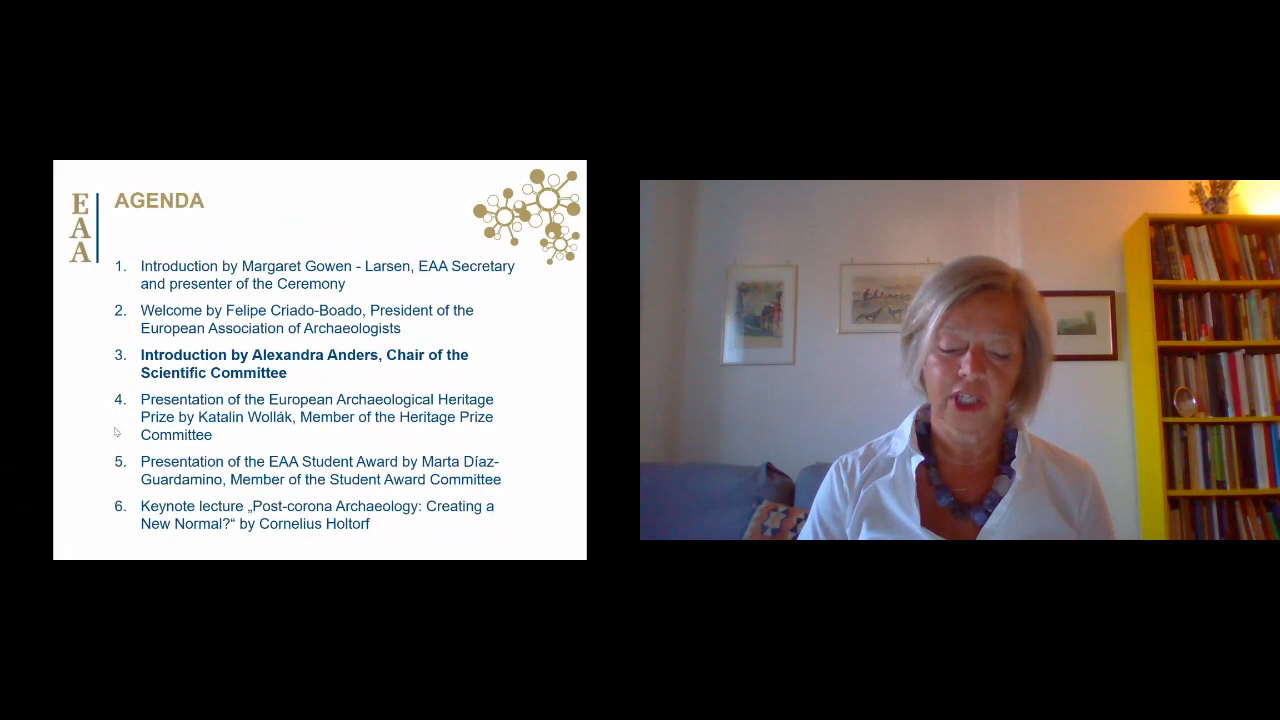 E
A
A
AGENDA
1. Introduction by Margaret Gowen - Larsen, EAA Secretary
and presenter of the Ceremony
2. Welcome by Felipe Criado-Boado, President of the
European Association of Archaeologists
3. Introduction by Alexandra Anders, Chair of the
Scientific Committee
4. Presentation of the European Archaeological Heritage
Prize by Katalin Wollák, Member of the Heritage Prize
Committee
5. Presentation of the EAA Student Award by Marta Díaz-
Guardamino, Member of the Student Award Committee
6. Keynote lecture „Post-corona Archaeology: Creating a
New Normal?“ by Cornelius Holtorf